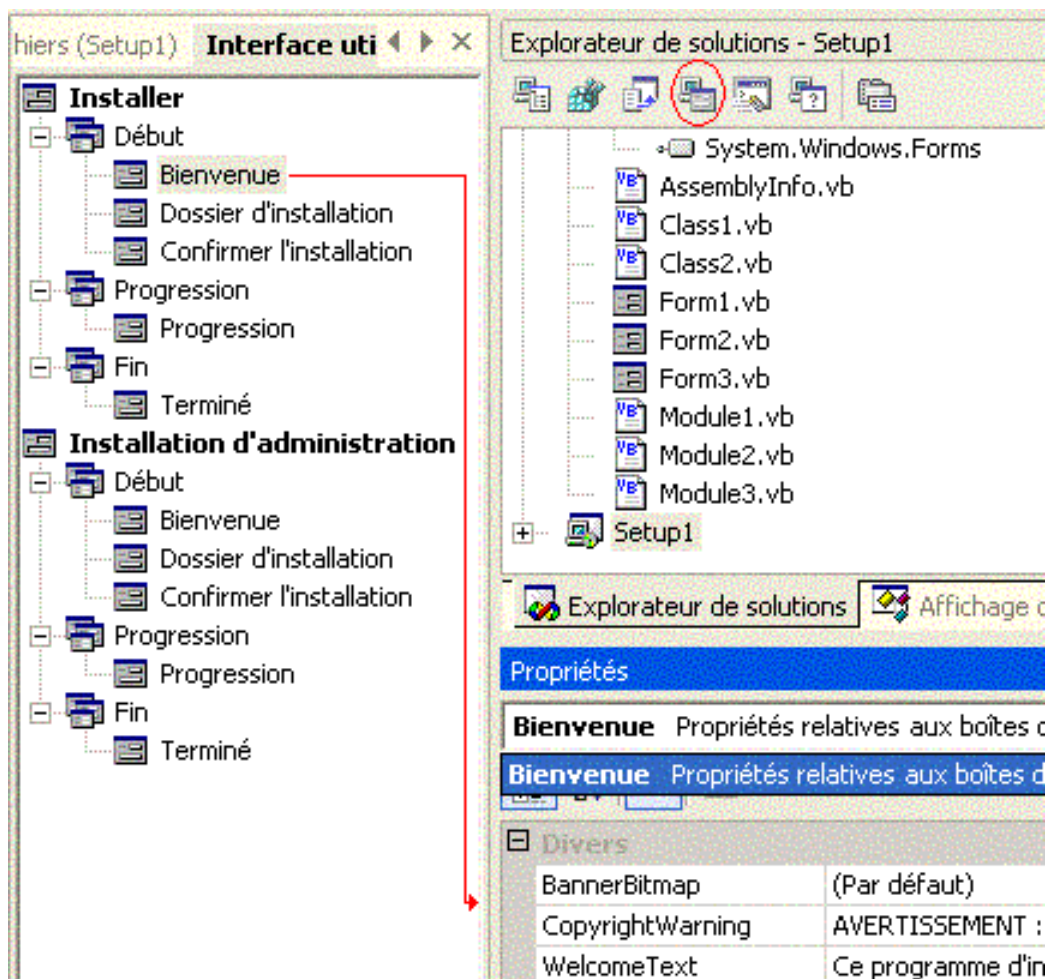 hiers (Setup1) Interface uti
Installer
Début
Bienvenue
Dossier d'installation
Confirmer l'installation
Progression
Progression
Fin
Terminé
Installation d'administration
Début
Bienvenue
Dossier d'installation
Confirmer l'installation
Progression
Progression
Fin
Terminé
Explorateur de solutions - Setup1
System.Windows.Forms
AssemblyInfo.vb
Class1.vb
Class2.vb
Form1.vb
Form2.vb
Form3.vb
Module1.vb
Module2.vb
Module3.vb
Setup1
Explorateur de solutions Affichage
Propriétés
Bienvenue Propriétés relatives aux boîtes
Bienvenue Propriétés relatives aux boîtes d
Divers
BannerBitmap (Par défaut)
CopyrightWarning AVERTISSEMENT :
WelcomeText Ce programme d'in